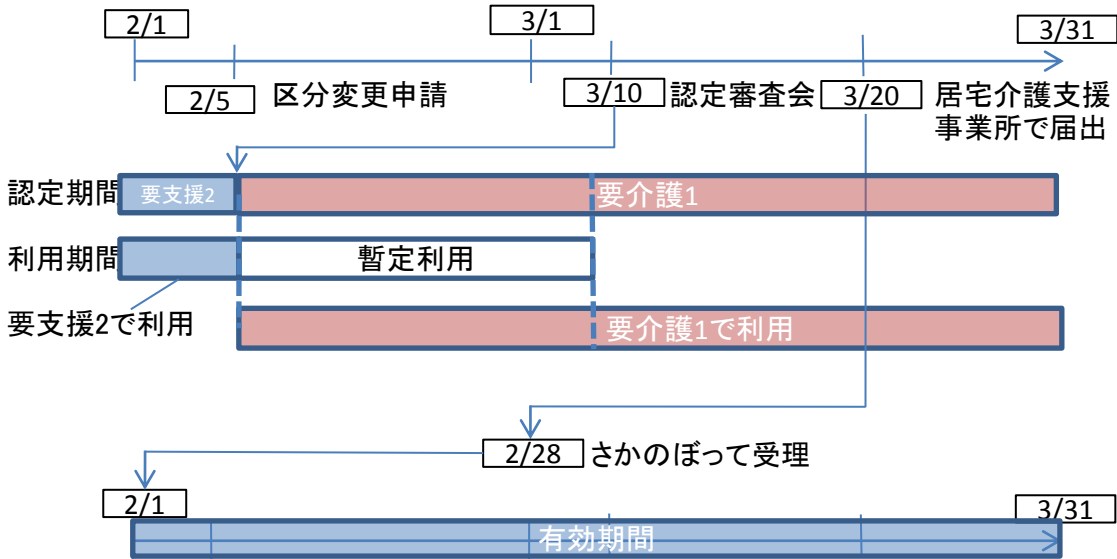 2/1
3/1
3/31
2/5
区分変更申請
3/10
認定審査会
3/20
居宅介護支援
事業所で届出
認定期間
要支援2
要介護1
利用期間
暫定利用
要支援2で利用
要介護1で利用
2/28
さかのぼって受理
2/1
3/31
有効期間